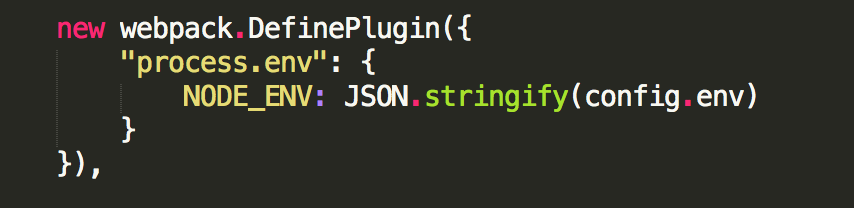 new webpack.DefinePlugin({
    "process.env": {
        NODE_ENV: JSON.stringify(config.env)
    }
}),